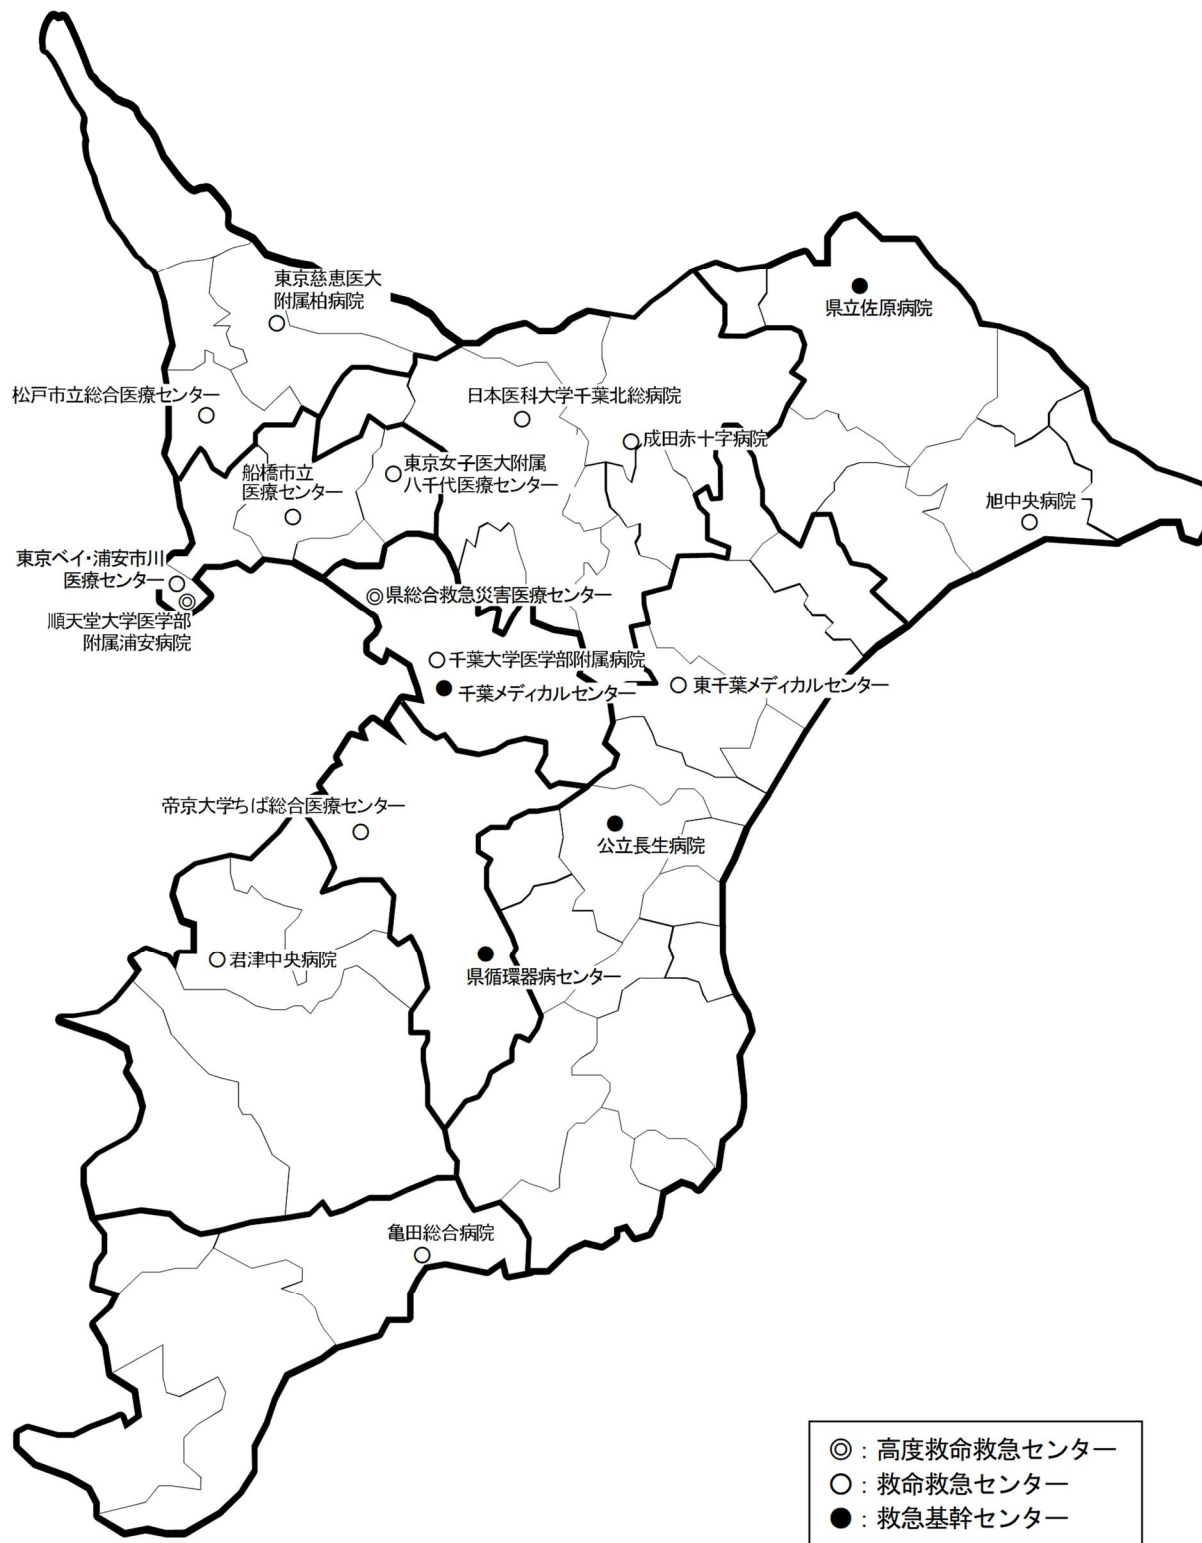 東京慈恵医大
附属柏病院
県立佐原病院
松戸市立総合医療センター
日本医科大学千葉北総病院
成田赤十字病院
船橋市立
医療センター
東京女子医大附属
八千代医療センター
旭中央病院
東京ベイ・浦安市川
医療センター
県総合救急災害医療センター
順天堂大学医学部
附属浦安病院
千葉大学医学部附属病院
千葉メディカルセンター
東千葉メディカルセンター
帝京大学ちば総合医療センター
公立長生病院
君津中央病院
県循環器病センター
亀田総合病院
◎：高度救命救急センター
○：救命救急センター
●：救急基幹センター